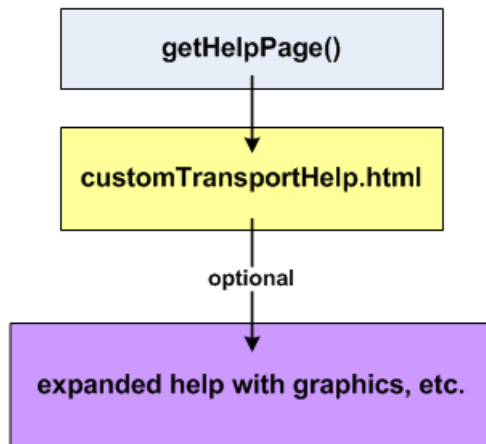 getHelpPage()
customTransportHelp.html
optional
expanded help with graphics, etc.